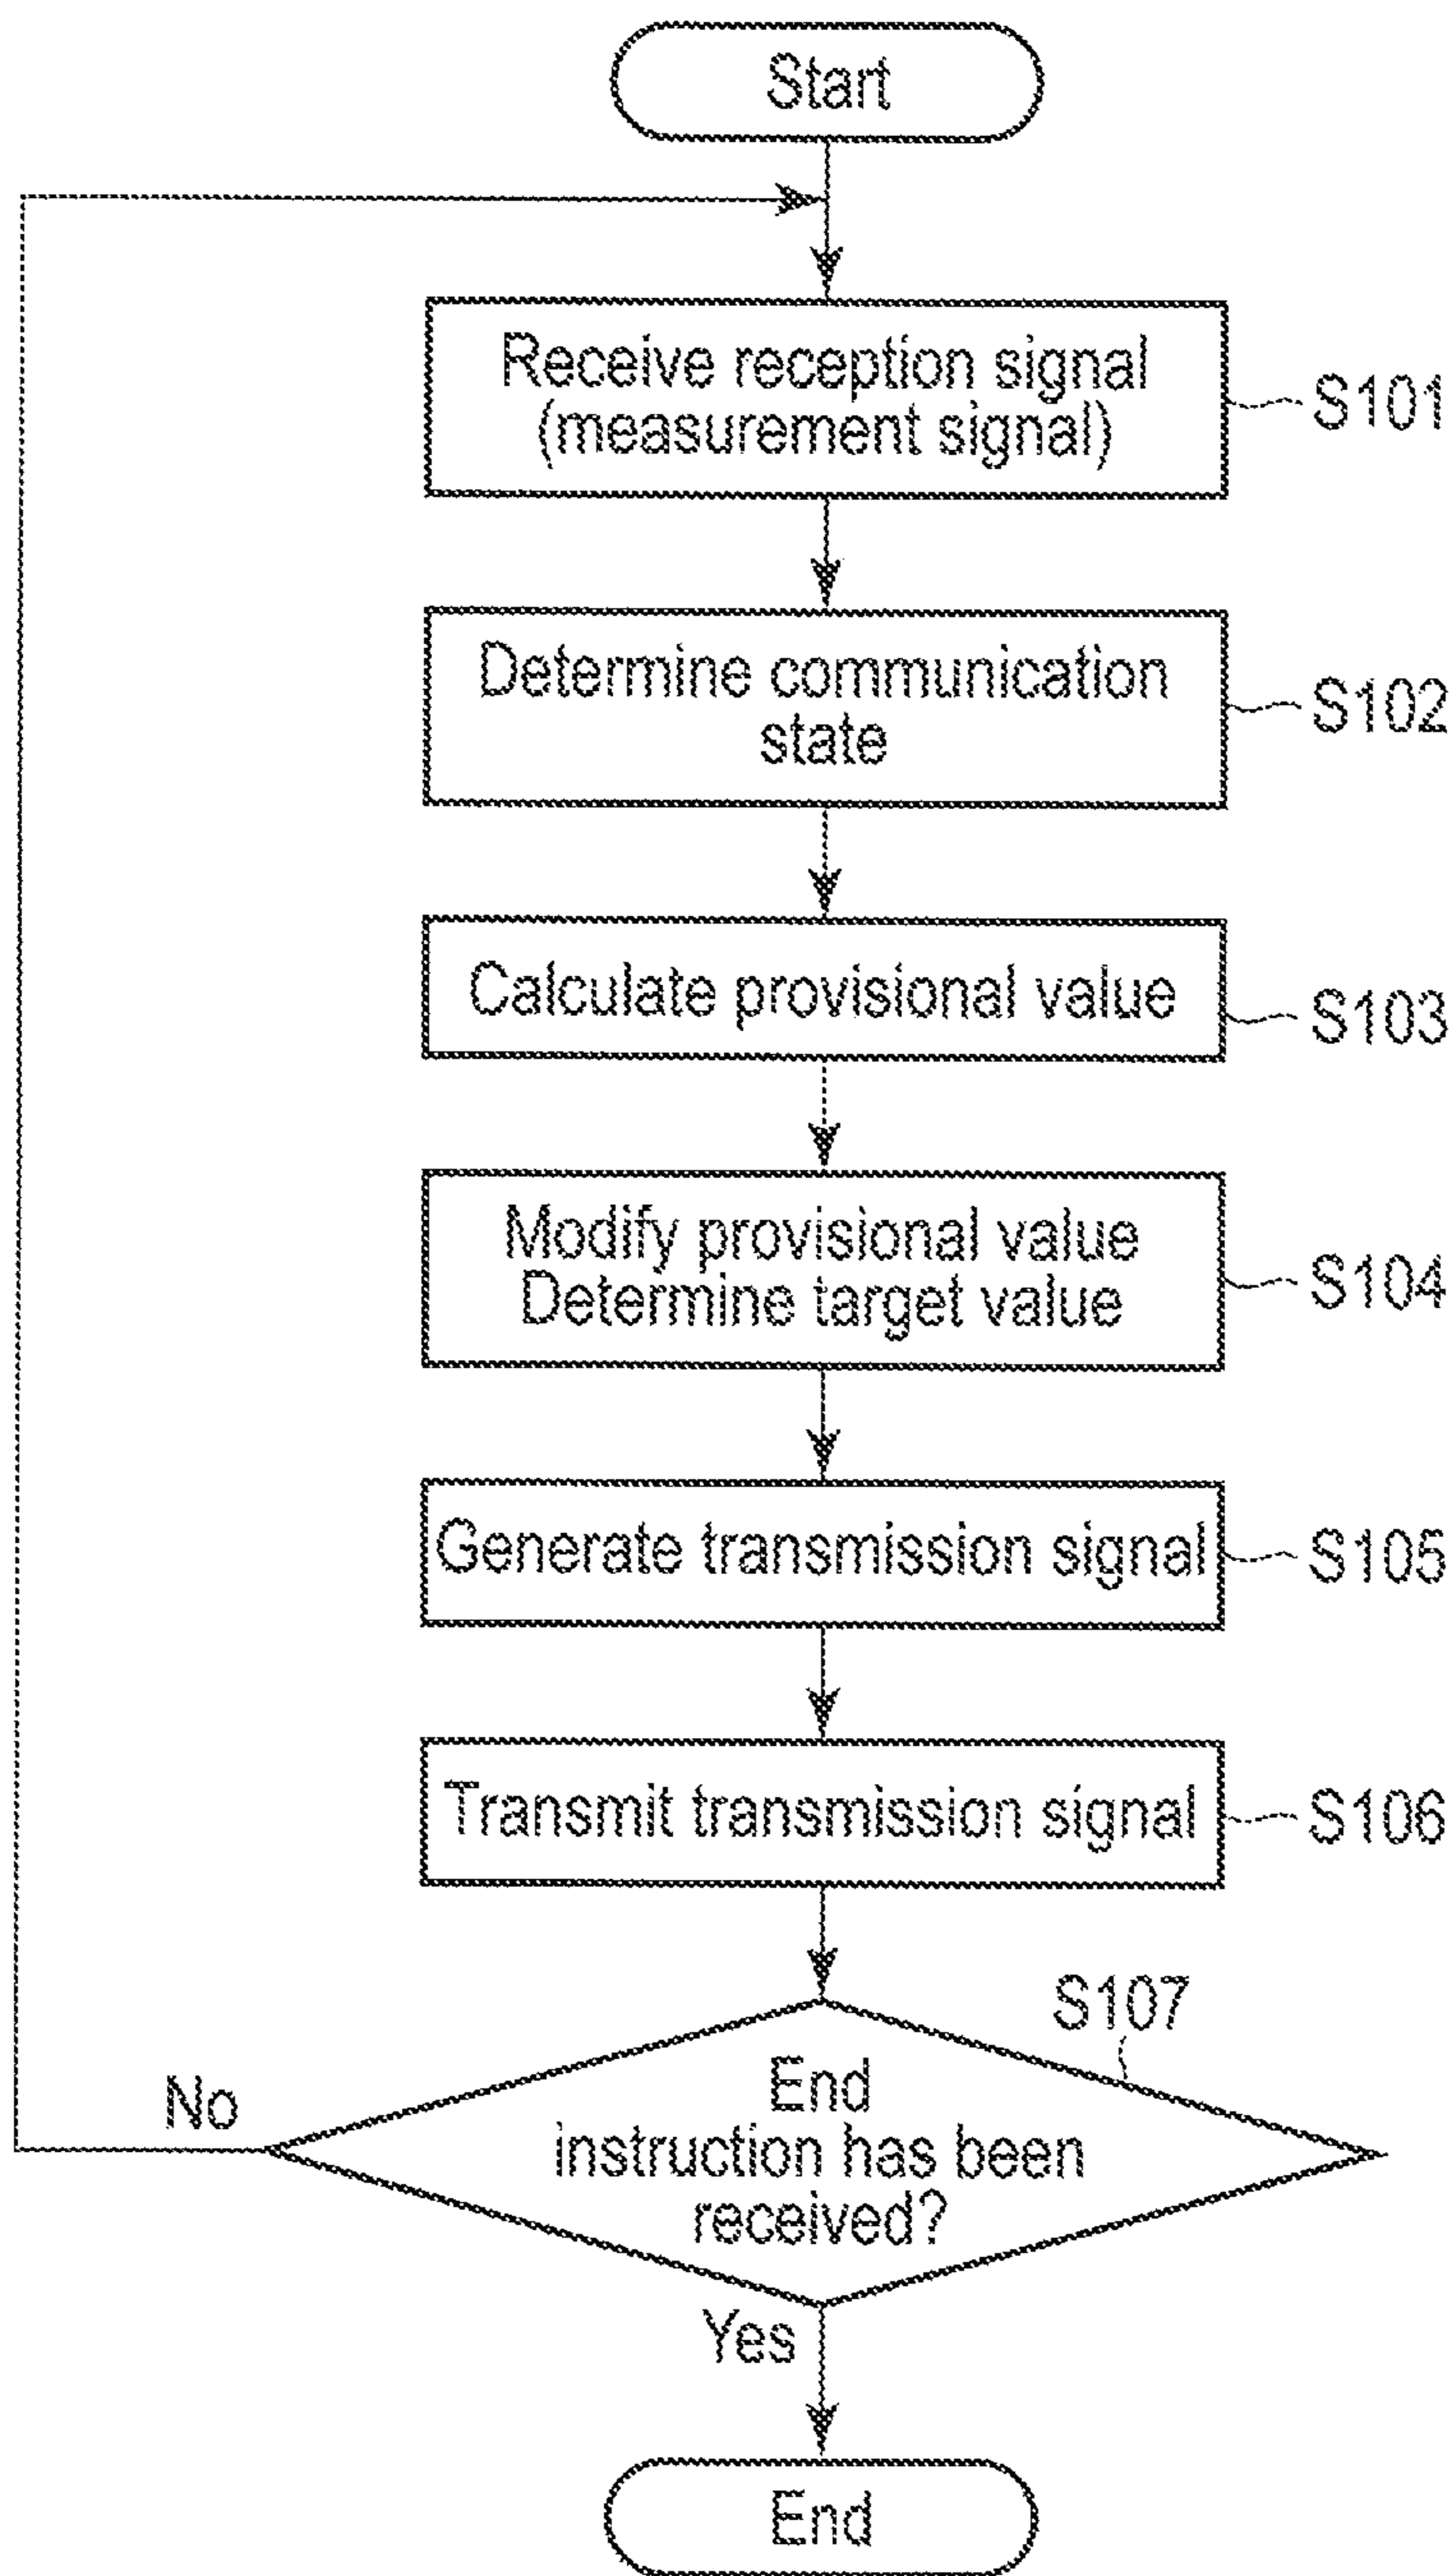 Start
Receive reception signal
(measurement signal)
S101
Determine communication
state
S102
Calculate provisional value
S103
Modify provisional value
Determine target value
S104
Generate transmission signal
S105
Transmit transmission signal
S106
S107
End
instruction has been
received?
No
Yes
End